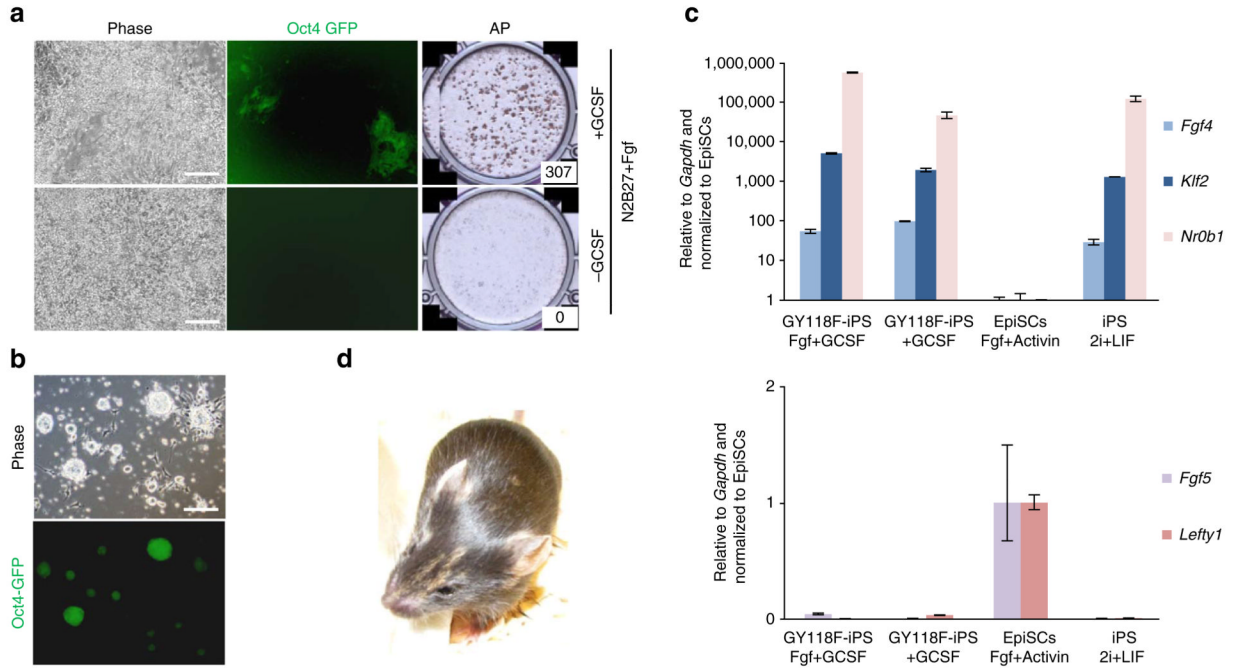 a
Phase
Oct4 GFP
AP
+GCSF
307
–GCSF
0
N2B27+Fgf
b
Phase
Oct4-GFP
c
Relative to Gapdh and
normalized to EpiSCs
1,000,000
100,000
10,000
1,000
100
10
1
GY118F-iPS
Fgf+GCSF
GY118F-iPS
+GCSF
EpiSCs
Fgf+Activin
iPS
2i+LIF
Fgf4
Klf2
Nr0b1
Relative to Gapdh and
normalized to EpiSCs
2
1
0
GY118F-iPS
Fgf+GCSF
GY118F-iPS
+GCSF
EpiSCs
Fgf+Activin
iPS
2i+LIF
Fgf5
Lefty1
d